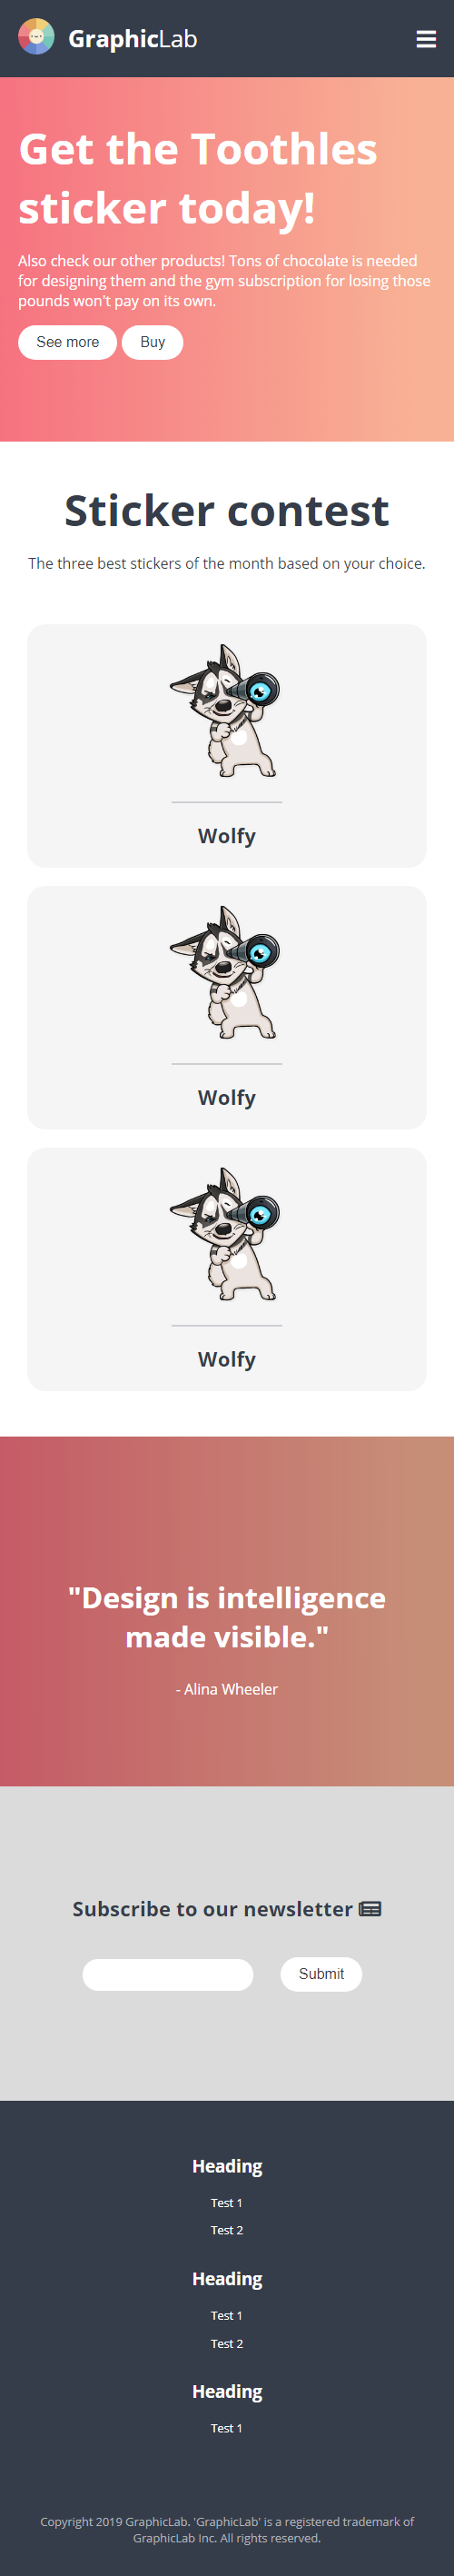 GraphicLab
Get the Toothles
sticker today!
Also check our other products! Tons of chocolate is needed
for designing them and the gym subscription for losing those
pounds won't pay on its own.
See more Buy
Sticker contest
The three best stickers of the month based on your choice.
Wolfy
Wolfy
Wolfy
"Design is intelligence
made visible."
- Alina Wheeler
Subscribe to our newsletter
Submit
Heading
Test 1
Test 2
Heading
Test 1
Test 2
Heading
Test 1
Copyright 2019 GraphicLab. 'GraphicLab' is a registered trademark of
GraphicLab Inc. All rights reserved.